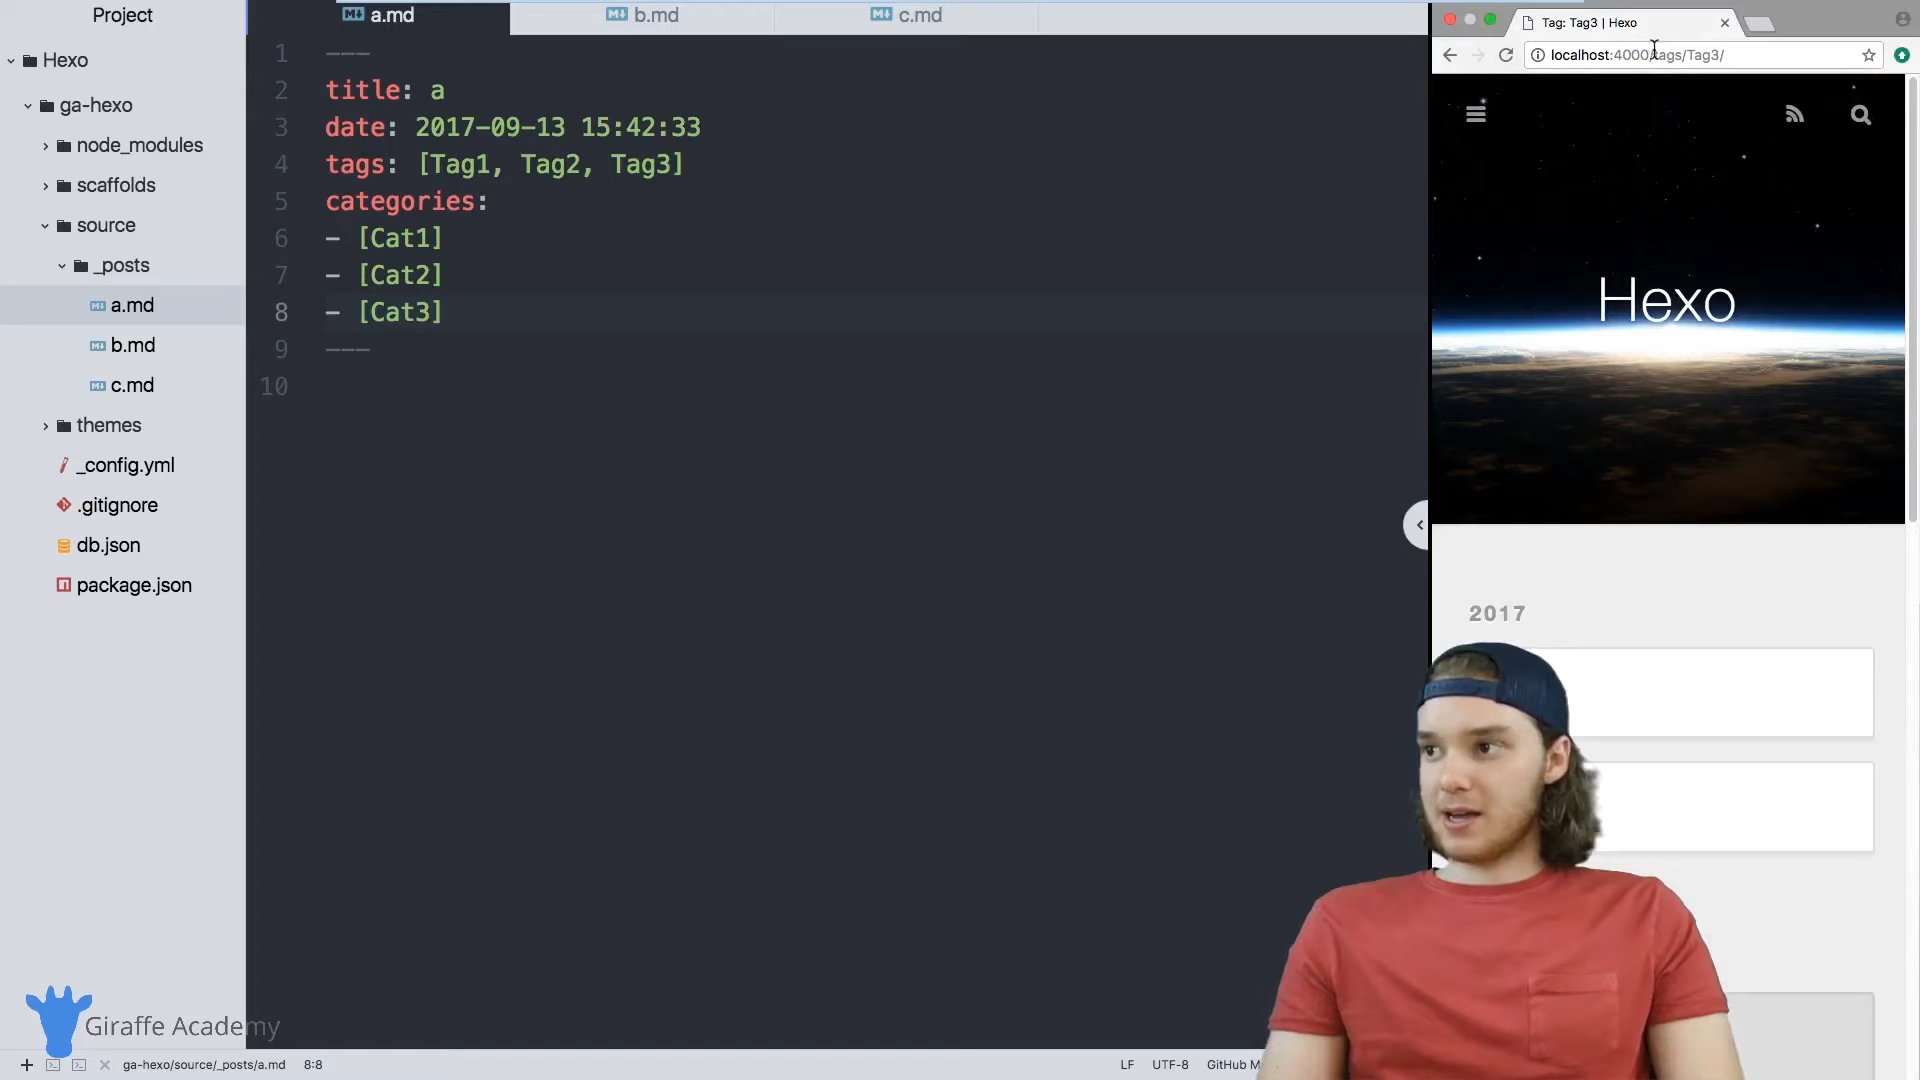 Project
Hexo
ga-hexo
node_modules
scaffolds
source
_posts
a.md
b.md
c.md
themes
_config.yml
.gitignore
db.json
package.json
Giraffe Academy
a.md
b.md
c.md
1 ---
2 title: a
3 date: 2017-09-13 15:42:33
4 tags: [Tag1, Tag2, Tag3]
5 categories:
6 - [Cat1]
7 - [Cat2]
8 - [Cat3]
9 ---
10
ga-hexo/source/_posts/a.md 8:8
LF UTF-8 GitHub
Tag: Tag3 | Hexo
localhost:4000/tags/Tag3/
Hexo
2017